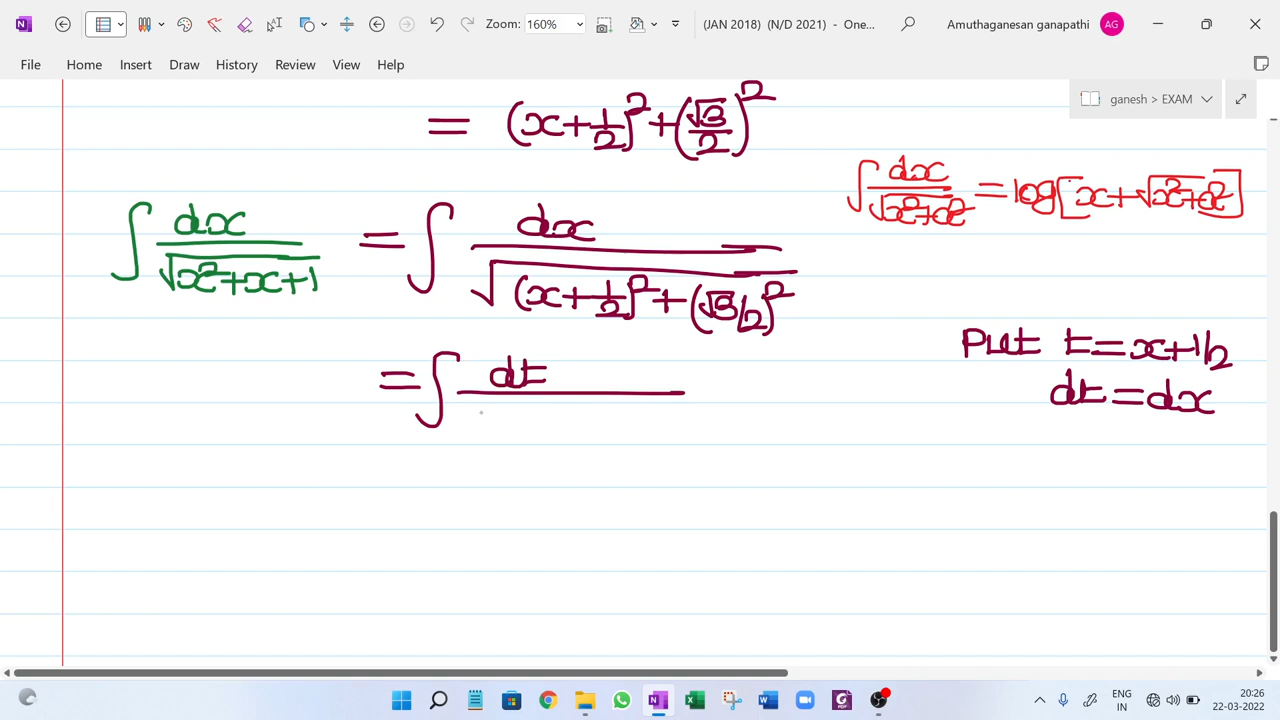 Zoom: 160% (JAN 2018) (N/D 2021) - One... Amuthaganesan ganapathi AG
File Home Insert Draw History Review View Help
ganesh > EXAM
= (x+1/2)²+(√3/2)²
∫dx/√(x²+a²) = log[x+√(x²+a²)]
∫dx/√(x²+x+1) = ∫dx/√((x+1/2)²+(√3/2)²)
Put t=x+1/2
= ∫dt
dt=dx
ENG
IN
20:26
22-03-2022